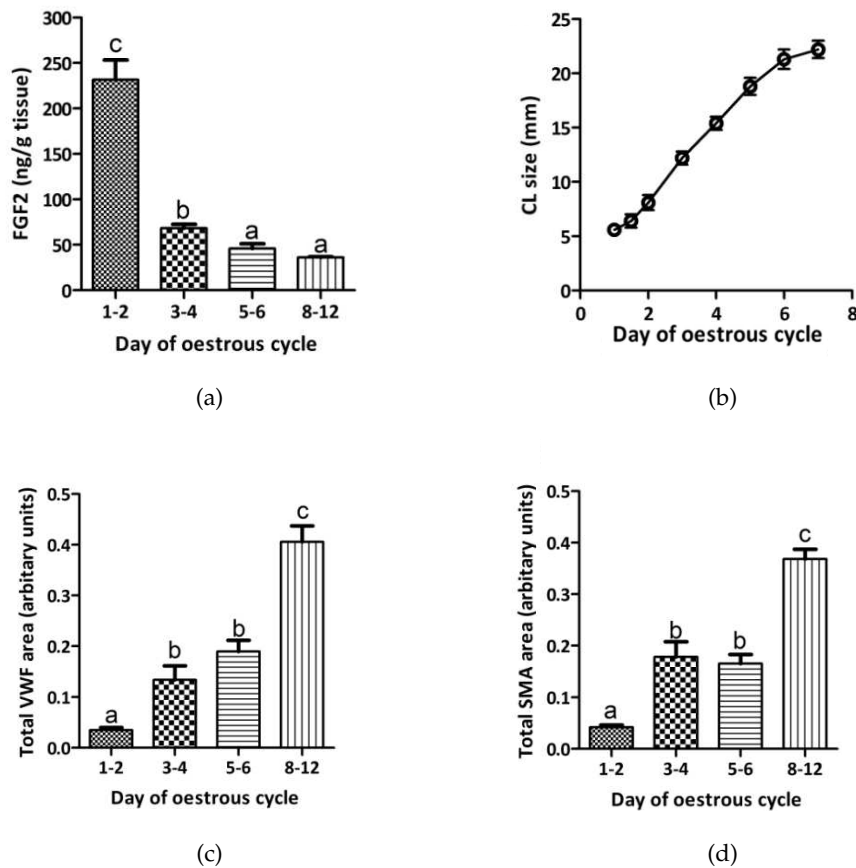 FGF2 (ng/g tissue)
300
250
200
150
100
50
0
c
b
a
a
1-2
3-4
5-6
8-12
Day of oestrous cycle
(a)
CL size (mm)
25
20
15
10
5
0
0
2
4
6
8
Day of oestrous cycle
(b)
Total VWF area (arbitary units)
0.5
0.4
0.3
0.2
0.1
0.0
a
b
b
c
1-2
3-4
5-6
8-12
Day of oestrous cycle
(c)
Total SMA area (arbitary units)
0.5
0.4
0.3
0.2
0.1
0.0
a
b
b
c
1-2
3-4
5-6
8-12
Day of oestrous cycle
(d)